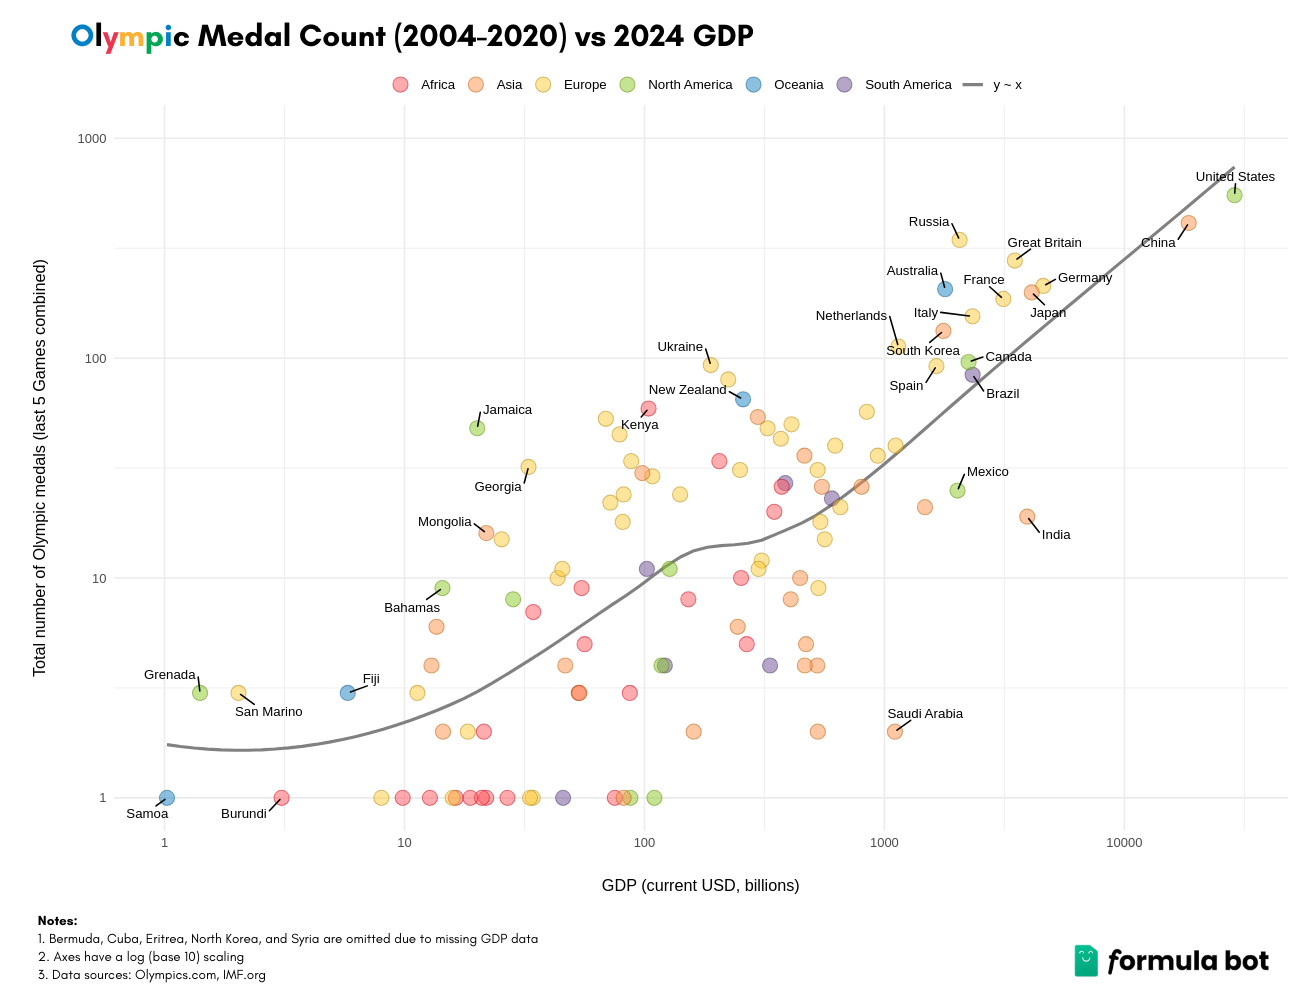 Olympic Medal Count (2004-2020) vs 2024 GDP
Africa Asia Europe North America Oceania South America y ~ x
Total number of Olympic medals (last 5 Games combined)
1000
100
10
1
United States
Russia
China
Great Britain
Australia
France
Germany
Netherlands
Italy
Japan
Ukraine
South Korea
Canada
New Zealand
Spain
Brazil
Jamaica
Kenya
Georgia
Mexico
Mongolia
India
Bahamas
Grenada
San Marino
Fiji
Saudi Arabia
Samoa
Burundi
1 10 100 1000 10000
GDP (current USD, billions)
Notes:
1. Bermuda, Cuba, Eritrea, North Korea, and Syria are omitted due to missing GDP data
2. Axes have a log (base 10) scaling
3. Data sources: Olympics.com, IMF.org
formula bot